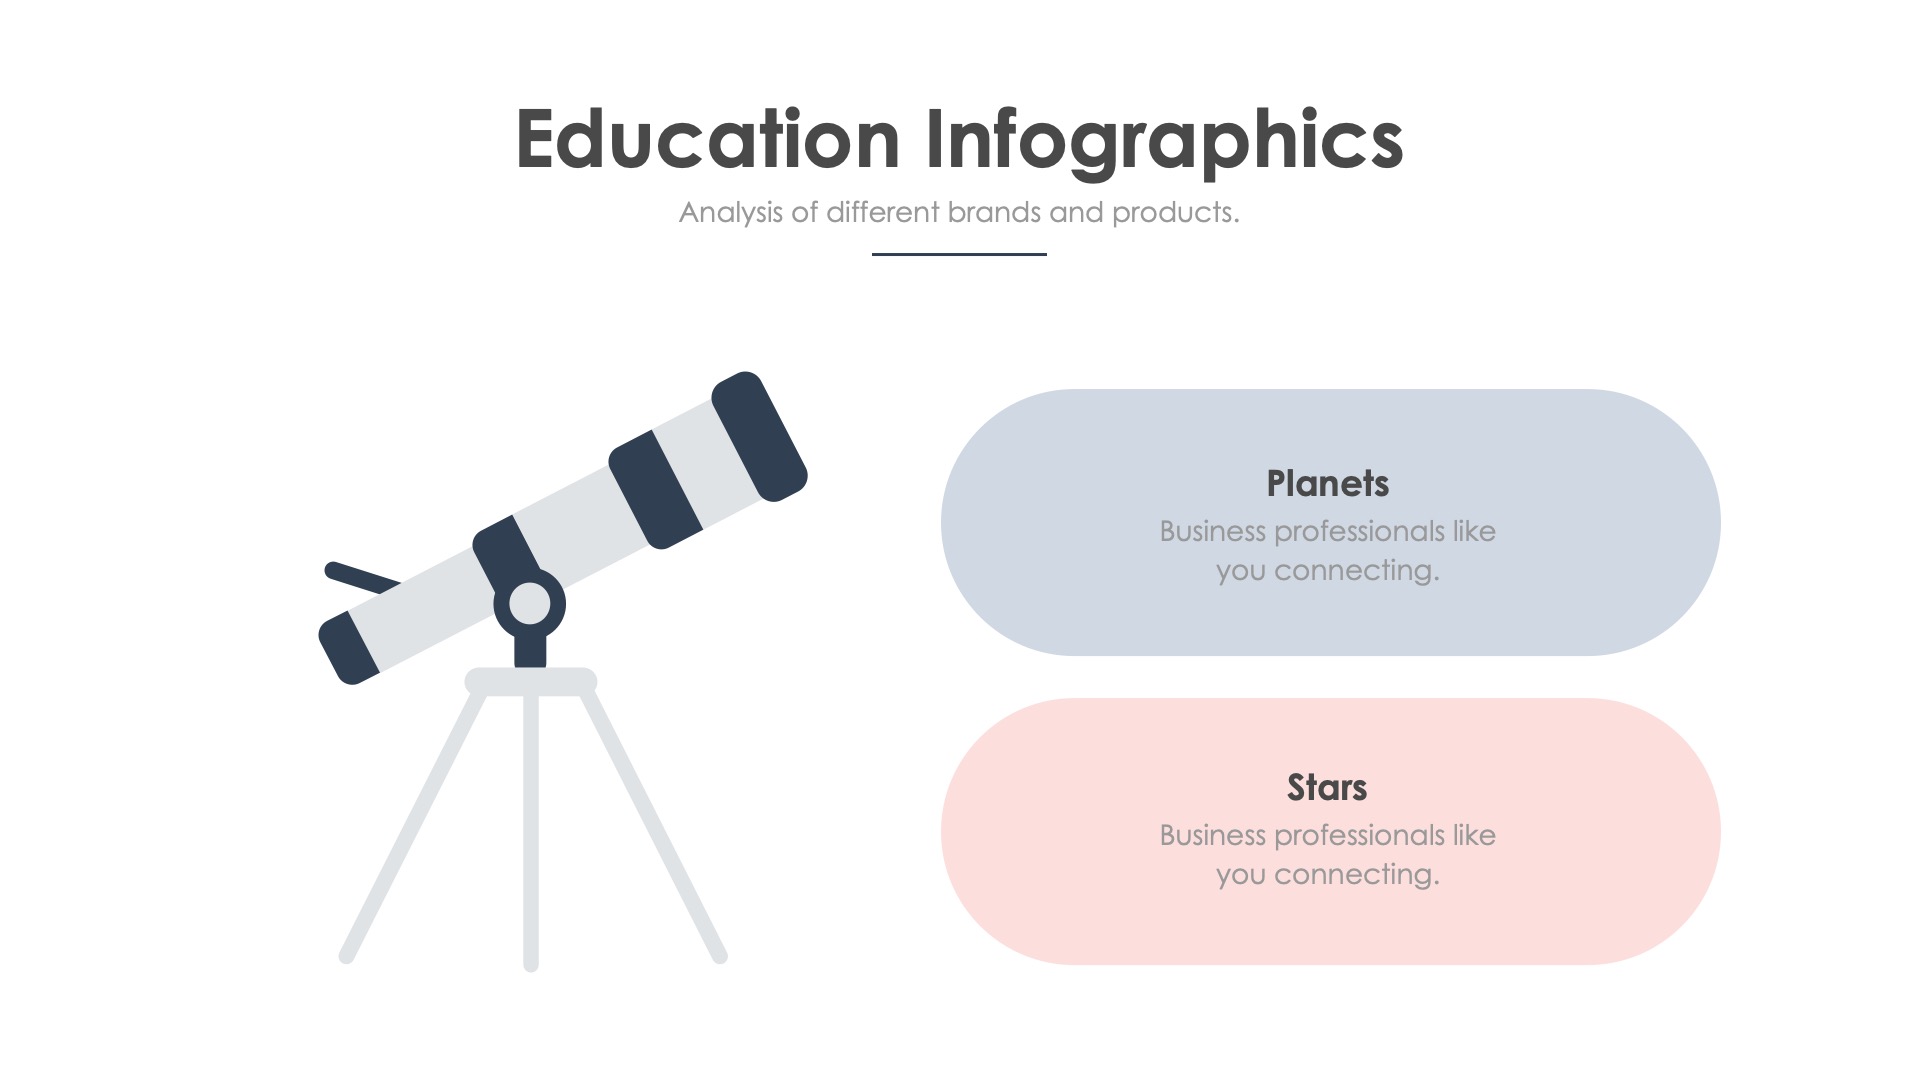 Education Infographics
Analysis of different brands and products.
Planets
Business professionals like
you connecting.
Stars
Business professionals like
you connecting.